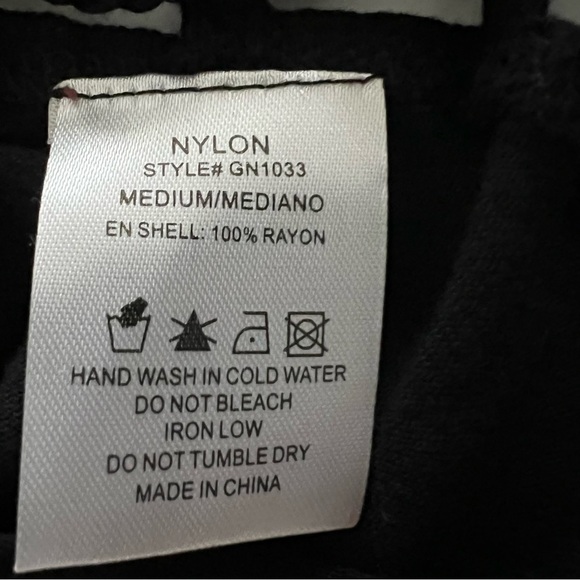 NYLON
STYLE# GN1033
MEDIUM/MEDIANO
EN SHELL: 100% RAYON
HAND WASH IN COLD WATER
DO NOT BLEACH
IRON LOW
DO NOT TUMBLE DRY
MADE IN CHINA